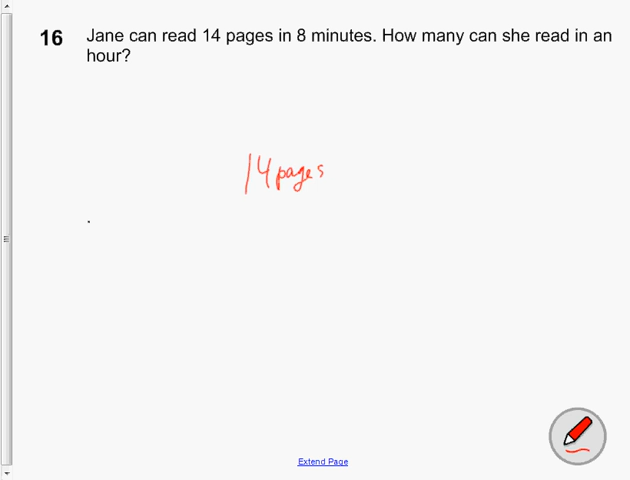 16 Jane can read 14 pages in 8 minutes. How many can she read in an
hour?
14 pages
Extend Page